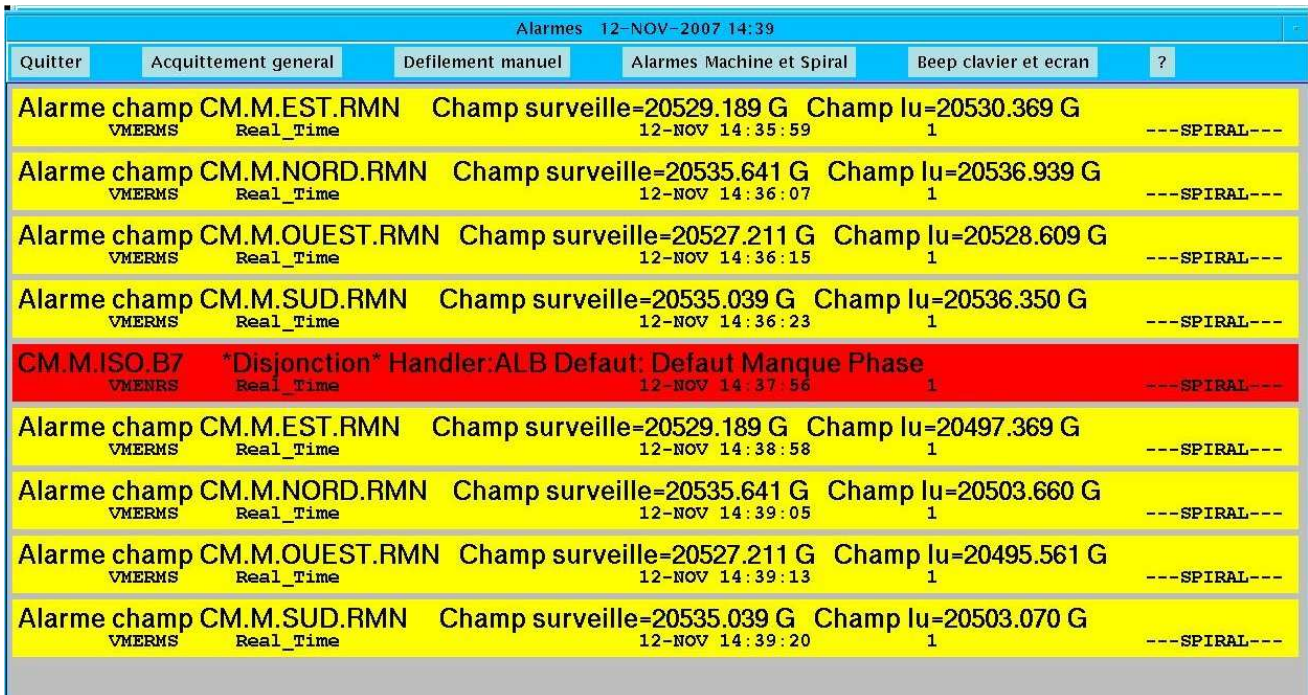 Alarmes 12-NOV-2007 14:39
Quitter Acquittement general Defilement manuel Alarmes Machine et Spiral Beep clavier et ecran ?
Alarme champ CM.M.EST.RMN Champ surveille=20529.189 G Champ lu=20530.369 G
VMERMS Real_Time 12-NOV 14:35:59 1 ---SPIRAL---
Alarme champ CM.M.NORD.RMN Champ surveille=20535.641 G Champ lu=20536.939 G
VMERMS Real_Time 12-NOV 14:36:07 1 ---SPIRAL---
Alarme champ CM.M.OUEST.RMN Champ surveille=20527.211 G Champ lu=20528.609 G
VMERMS Real_Time 12-NOV 14:36:15 1 ---SPIRAL---
Alarme champ CM.M.SUD.RMN Champ surveille=20535.039 G Champ lu=20536.350 G
VMERMS Real_Time 12-NOV 14:36:23 1 ---SPIRAL---
CM.M.ISO.B7 *Disjonction* Handler:ALB Defaut: Defaut Manque Phase
VMENRS Real_Time 12-NOV 14:37:56 1 ---SPIRAL---
Alarme champ CM.M.EST.RMN Champ surveille=20529.189 G Champ lu=20497.369 G
VMERMS Real_Time 12-NOV 14:38:58 1 ---SPIRAL---
Alarme champ CM.M.NORD.RMN Champ surveille=20535.641 G Champ lu=20503.660 G
VMERMS Real_Time 12-NOV 14:39:05 1 ---SPIRAL---
Alarme champ CM.M.OUEST.RMN Champ surveille=20527.211 G Champ lu=20495.561 G
VMERMS Real_Time 12-NOV 14:39:13 1 ---SPIRAL---
Alarme champ CM.M.SUD.RMN Champ surveille=20535.039 G Champ lu=20503.070 G
VMERMS Real_Time 12-NOV 14:39:20 1 ---SPIRAL---